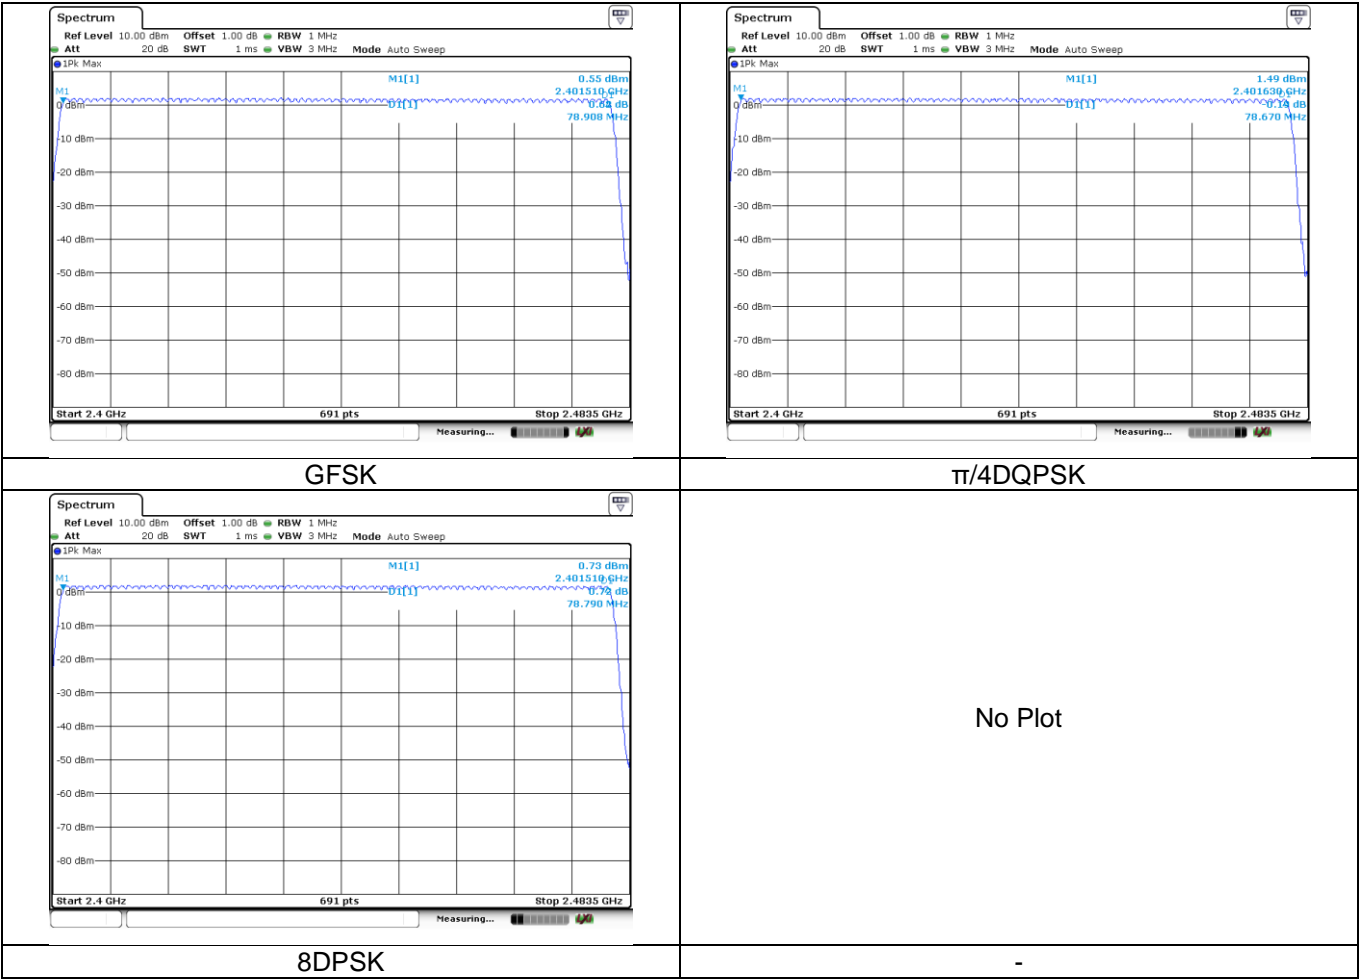 Spectrum
Ref Level 10.00 dBm Offset 1.00 dB RBW 1 MHz
Att 20 dB SWT 1 ms VBW 3 MHz Mode Auto Sweep
1Pk Max
M1[1] 0.55 dBm
M1 2.401510 GHz
0 dBm D1[1] dB
78.908 MHz
-10 dBm
-20 dBm
-30 dBm
-40 dBm
-50 dBm
-60 dBm
-70 dBm
-80 dBm
Start 2.4 GHz 691 pts Stop 2.4835 GHz
Measuring...
GFSK
Spectrum
Ref Level 10.00 dBm Offset 1.00 dB RBW 1 MHz
Att 20 dB SWT 1 ms VBW 3 MHz Mode Auto Sweep
1Pk Max
M1[1] 1.49 dBm
M1 2.401630 GHz
0 dBm D1[1] dB
78.670 MHz
-10 dBm
-20 dBm
-30 dBm
-40 dBm
-50 dBm
-60 dBm
-70 dBm
-80 dBm
Start 2.4 GHz 691 pts Stop 2.4835 GHz
Measuring...
π/4DQPSK
Spectrum
Ref Level 10.00 dBm Offset 1.00 dB RBW 1 MHz
Att 20 dB SWT 1 ms VBW 3 MHz Mode Auto Sweep
1Pk Max
M1[1] 0.73 dBm
M1 2.401510 GHz
0 dBm D1[1] dB
78.790 MHz
-10 dBm
-20 dBm
-30 dBm
-40 dBm
-50 dBm
-60 dBm
-70 dBm
-80 dBm
Start 2.4 GHz 691 pts Stop 2.4835 GHz
Measuring...
8DPSK
No Plot
-